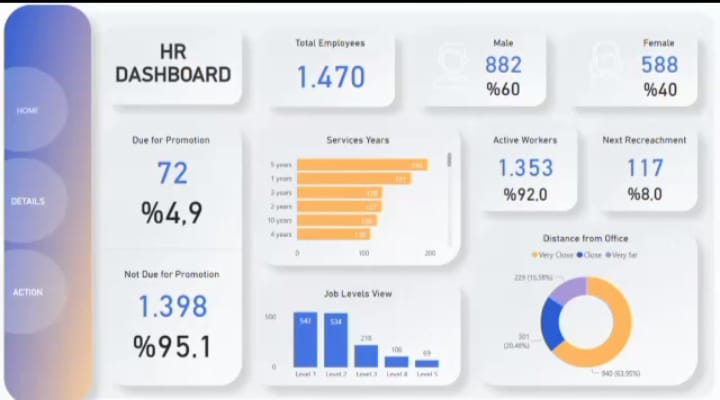 HR
DASHBOARD
HOME
DETAILS
ACTION
Total Employees
1.470
Male
882
%60
Female
588
%40
Due for Promotion
72
%4,9
Not Due for Promotion
1.398
%95.1
Services Years
5 years
1 years
3 years
2 years
10 years
4 years
0
100
200
Active Workers
1.353
%92.0
Next Recreachment
117
%8.0
Job Levels View
500
0
547
534
218
106
69
Level 1
Level 2
Level 3
Level 4
Level 5
Distance from Office
Very Close
Close
Very far
229 (15,58%)
301
(20,48%)
940 (63,95%)